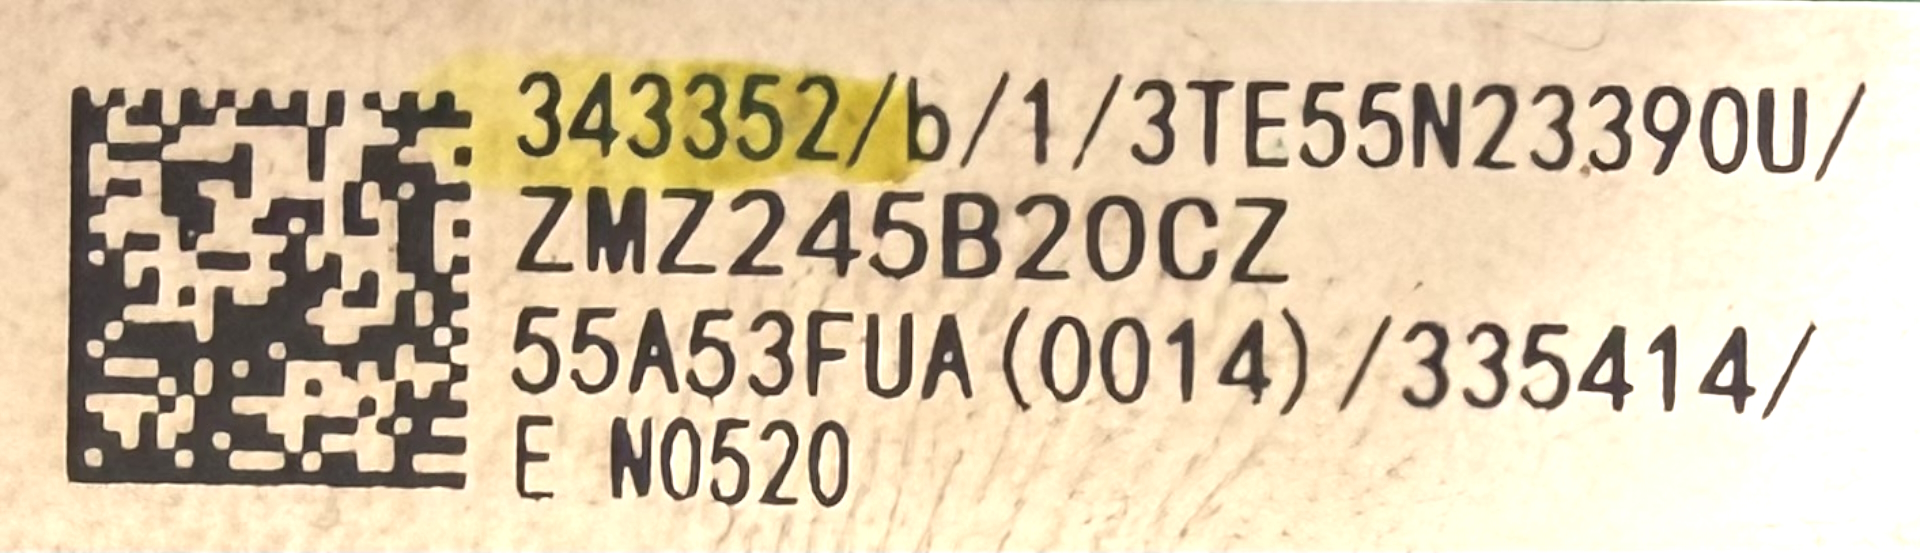 343352/b/1/3TE55N23390U/
ZMZ245B20CZ
55A53FUA(0014)/335414/
E N0520